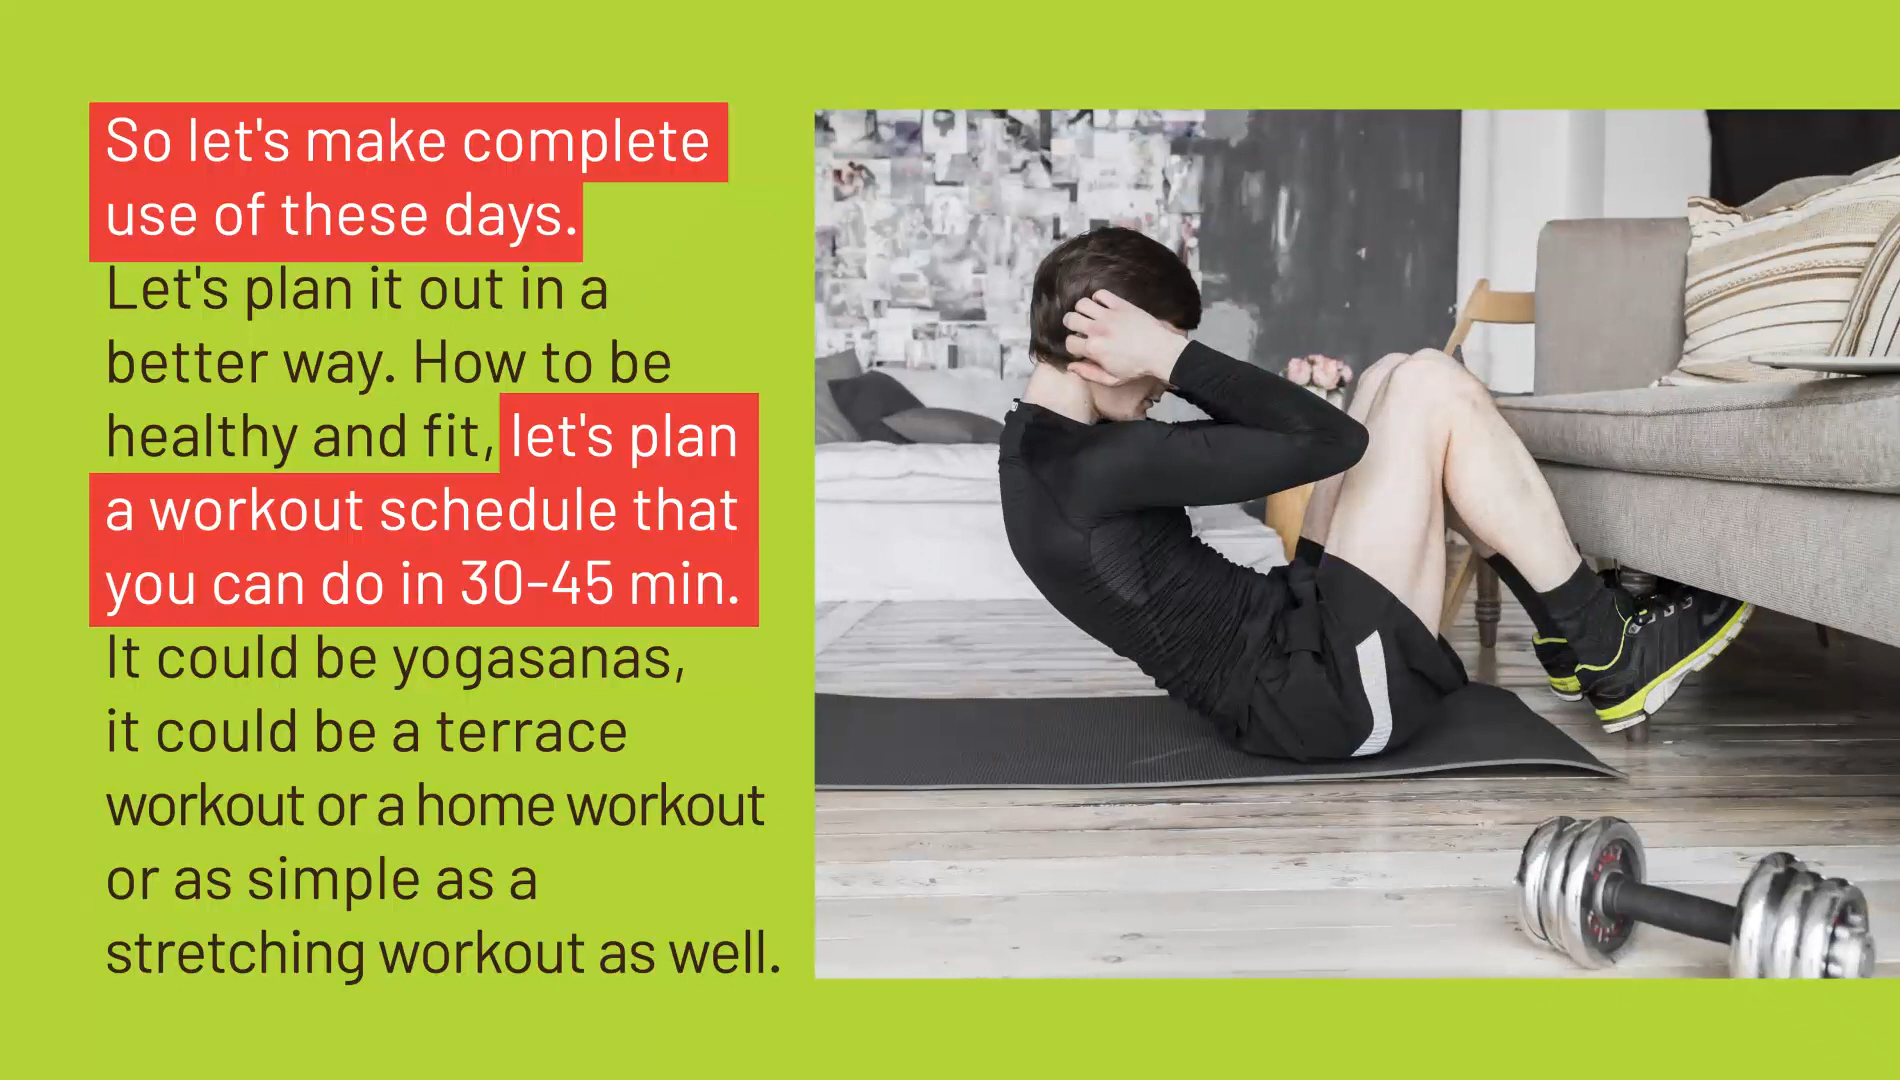 So let's make complete
use of these days.
Let's plan it out in a
better way. How to be
healthy and fit, let's plan
a workout schedule that
you can do in 30-45 min.
It could be yogasanas,
it could be a terrace
workout or a home workout
or as simple as a
stretching workout as well.